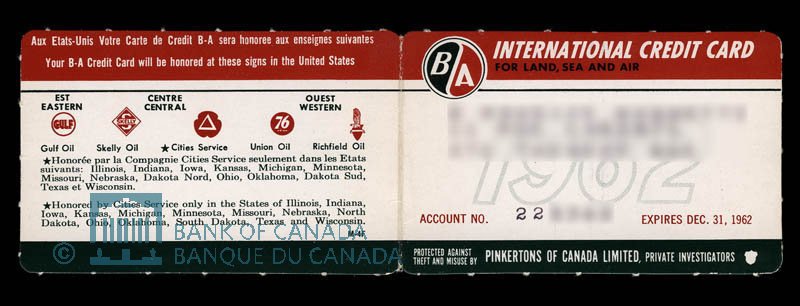 Aux Etats-Unis Votre Carte de Credit B-A sera honoree aux enseignes suivantes
Your B-A Credit Card will be honored at these signs in the United States
EST
EASTERN
CENTRE
CENTRAL
OUEST
WESTERN
GULF
SKELLY
76
Gulf Oil
Skelly Oil
★Cities Service
Union Oil
Richfield Oil
★Honorée par la Compagnie Cities Service seulement dans les Etats
suivants: Illinois, Indiana, Iowa, Kansas, Michigan, Minnesota,
Missouri, Nebraska, Dakota Nord, Ohio, Oklahoma, Dakota Sud,
Texas et Wisconsin.
★Honored by Cities Service only in the States of Illinois, Indiana,
Iowa, Kansas, Michigan, Minnesota, Missouri, Nebraska, North
Dakota, Ohio, Oklahoma, South Dakota, Texas and Wisconsin.
© BANK OF CANADA
BANQUE DU CANADA
B/A
INTERNATIONAL CREDIT CARD
FOR LAND, SEA AND AIR
1962
ACCOUNT NO.
22
EXPIRES DEC. 31, 1962
PROTECTED AGAINST
THEFT AND MISUSE BY
PINKERTONS OF CANADA LIMITED, PRIVATE INVESTIGATORS